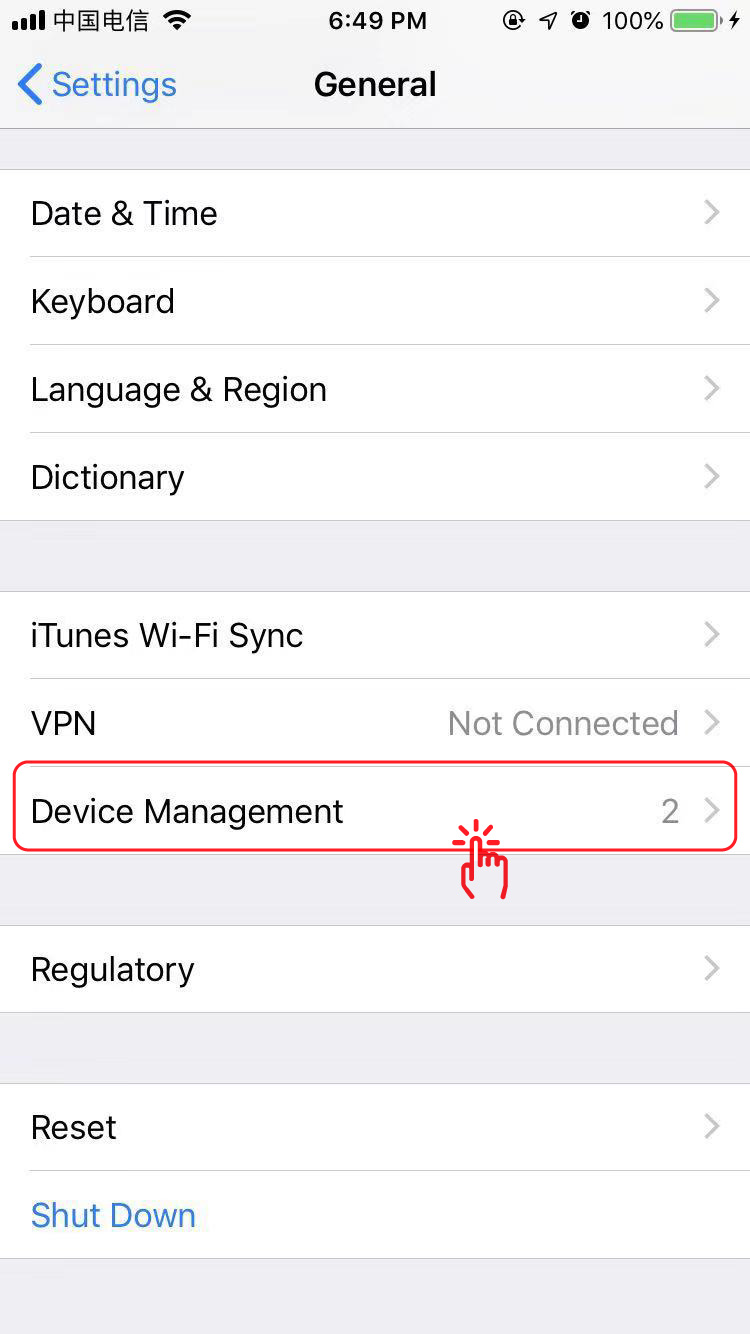 中国电信 6:49 PM 100%
Settings General
Date & Time
Keyboard
Language & Region
Dictionary
iTunes Wi-Fi Sync
VPN Not Connected
Device Management 2
Regulatory
Reset
Shut Down